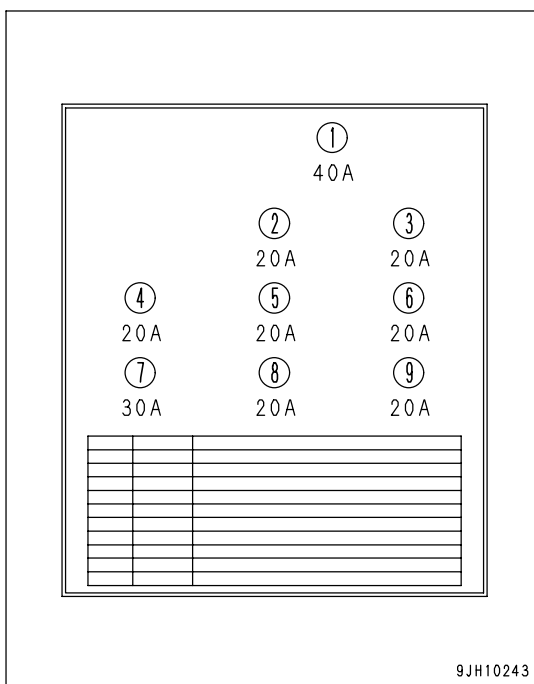 ①
40A
② ③
20A 20A
④ ⑤ ⑥
20A 20A 20A
⑦ ⑧ ⑨
30A 20A 20A
9JH10243